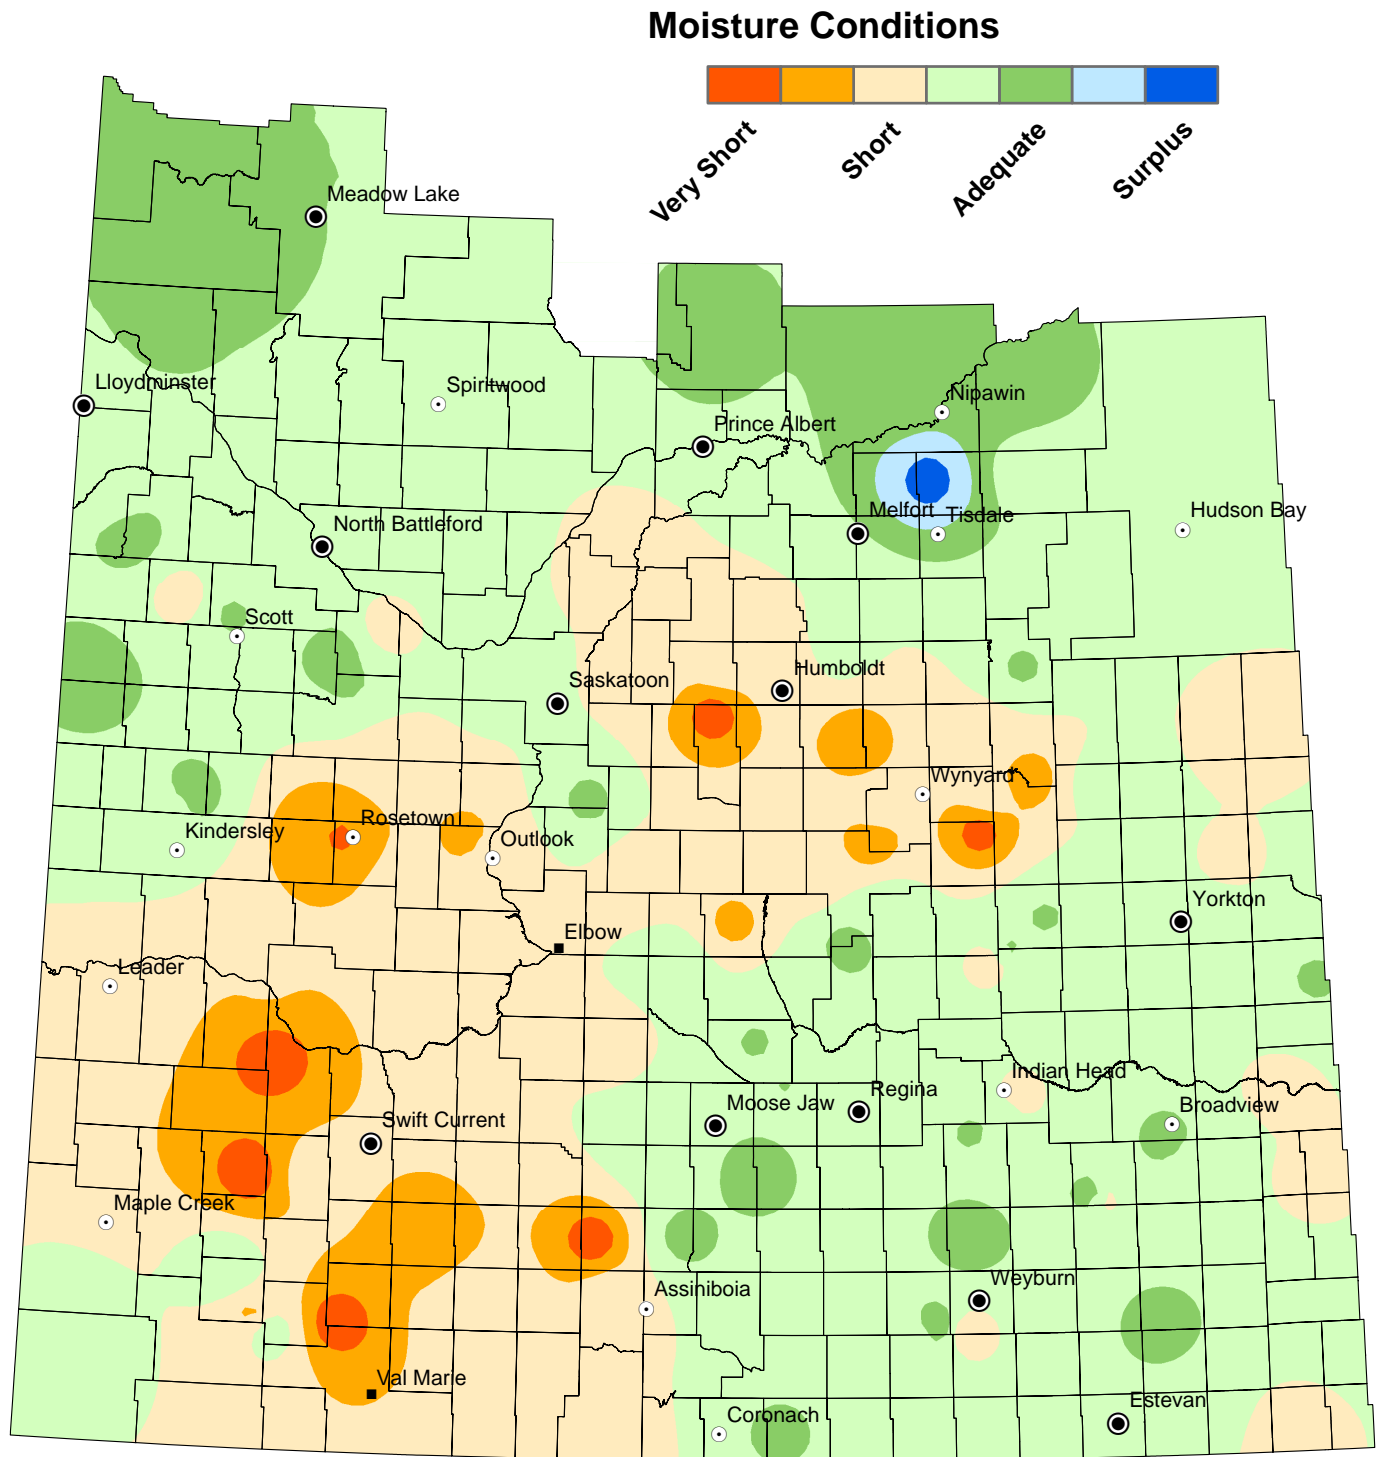 Moisture Conditions
Very Short
Short
Adequate
Surplus
Meadow Lake
Lloydminster
Spiritwood
Nipawin
Prince Albert
North Battleford
Melfort
Tisdale
Hudson Bay
Scott
Saskatoon
Humboldt
Wynyard
Kindersley
Rosetown
Outlook
Yorkton
Elbow
Leader
Indian Head
Regina
Moose Jaw
Broadview
Swift Current
Maple Creek
Assiniboia
Weyburn
Val Marie
Coronach
Estevan